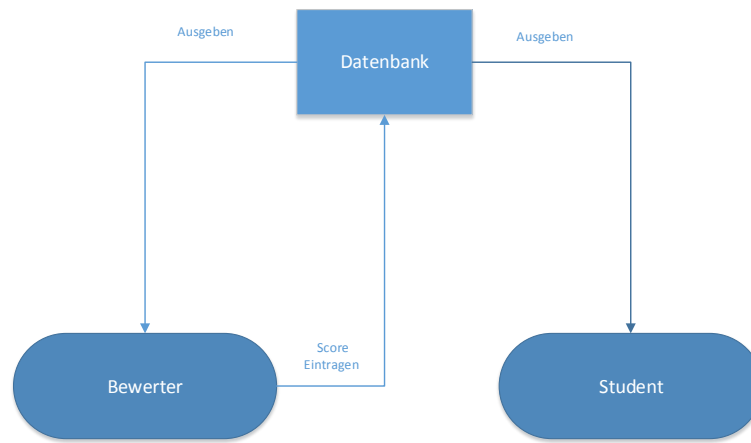 Ausgeben
Ausgeben
Datenbank
Score
Eintragen
Bewerter
Student